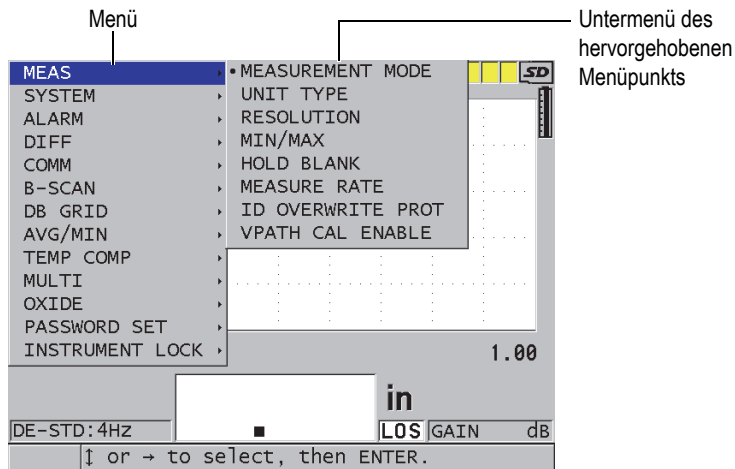 Menü
Untermenü des
hervorgehobenen
Menüpunkts
MEAS
SYSTEM
ALARM
DIFF
COMM
B-SCAN
DB GRID
AVG/MIN
TEMP COMP
MULTI
OXIDE
PASSWORD SET
INSTRUMENT LOCK
•MEASUREMENT MODE
UNIT TYPE
RESOLUTION
MIN/MAX
HOLD BLANK
MEASURE RATE
ID OVERWRITE PROT
VPATH CAL ENABLE
SD
1.00
in
DE-STD:4Hz
LOS GAIN dB
↕ or → to select, then ENTER.